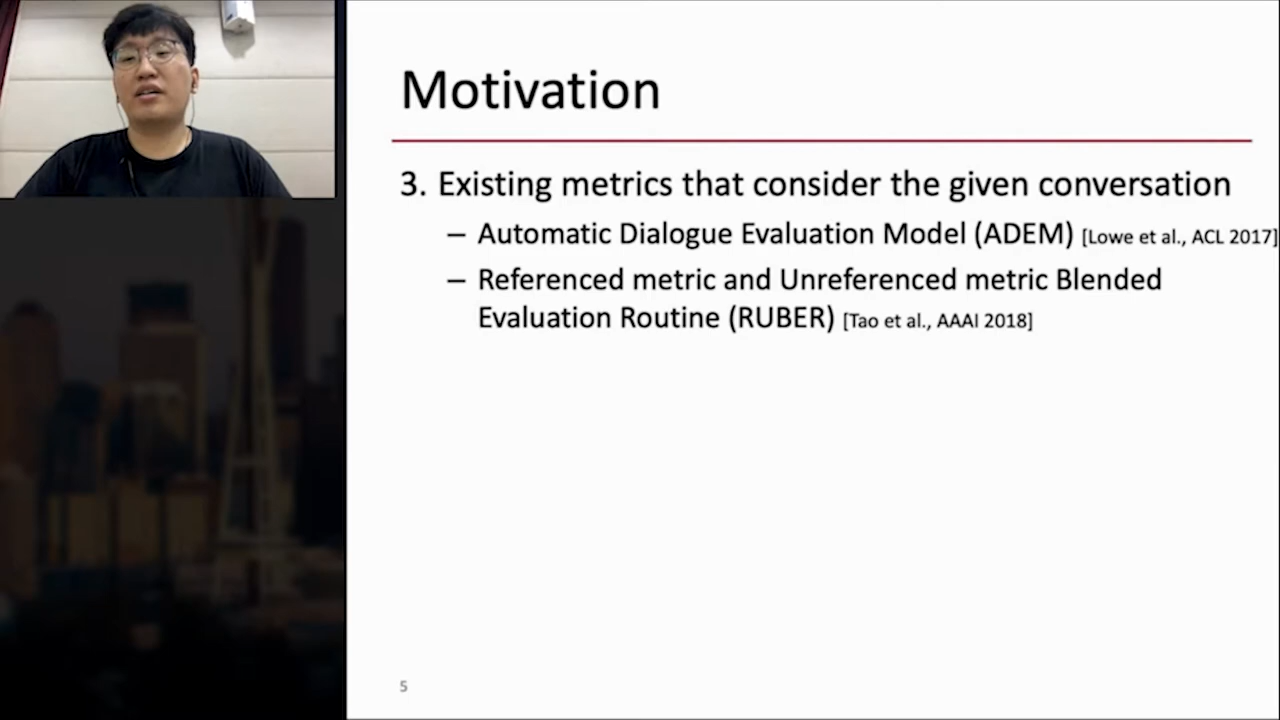 Motivation
3. Existing metrics that consider the given conversation
– Automatic Dialogue Evaluation Model (ADEM) [Lowe et al., ACL 2017]
– Referenced metric and Unreferenced metric Blended
Evaluation Routine (RUBER) [Tao et al., AAAI 2018]
5